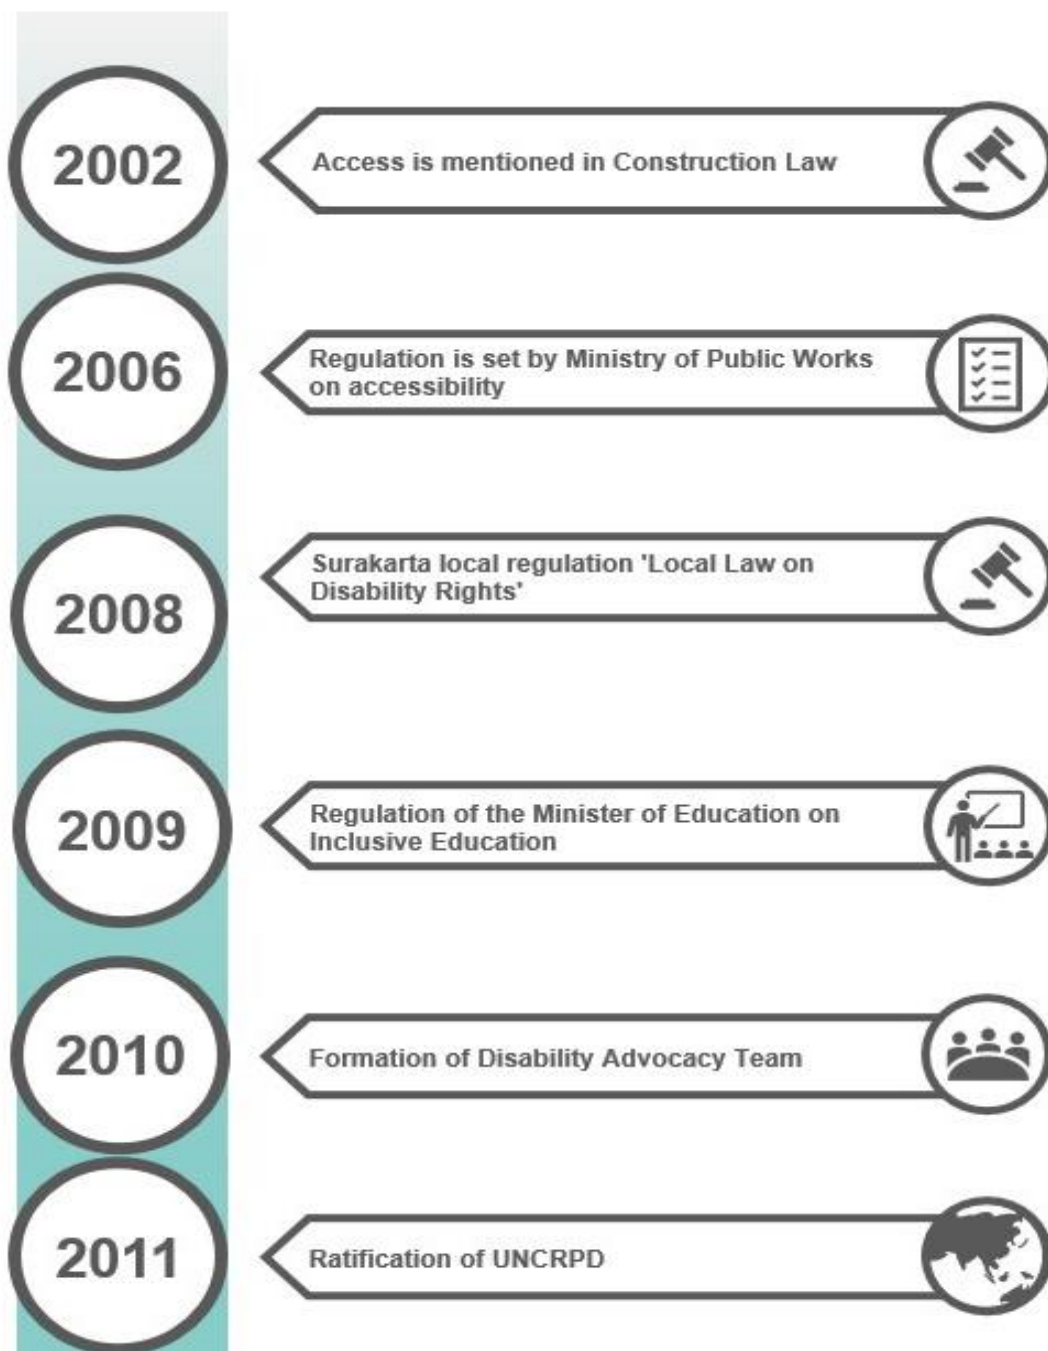 2002
Access is mentioned in Construction Law
2006
Regulation is set by Ministry of Public Works
on accessibility
2008
Surakarta local regulation 'Local Law on
Disability Rights'
2009
Regulation of the Minister of Education on
Inclusive Education
2010
Formation of Disability Advocacy Team
2011
Ratification of UNCRPD